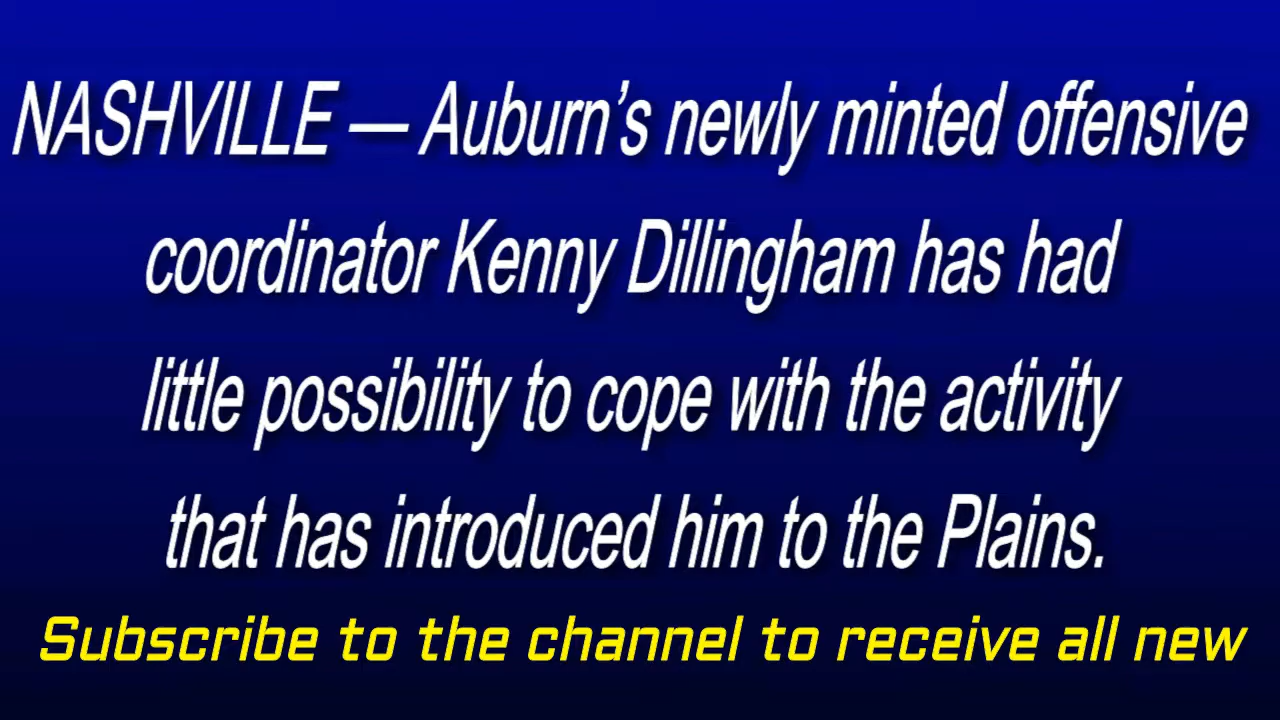 NASHVILLE — Auburn’s newly minted offensive
coordinator Kenny Dillingham has had
little possibility to cope with the activity
that has introduced him to the Plains.
Subscribe to the channel to receive all new